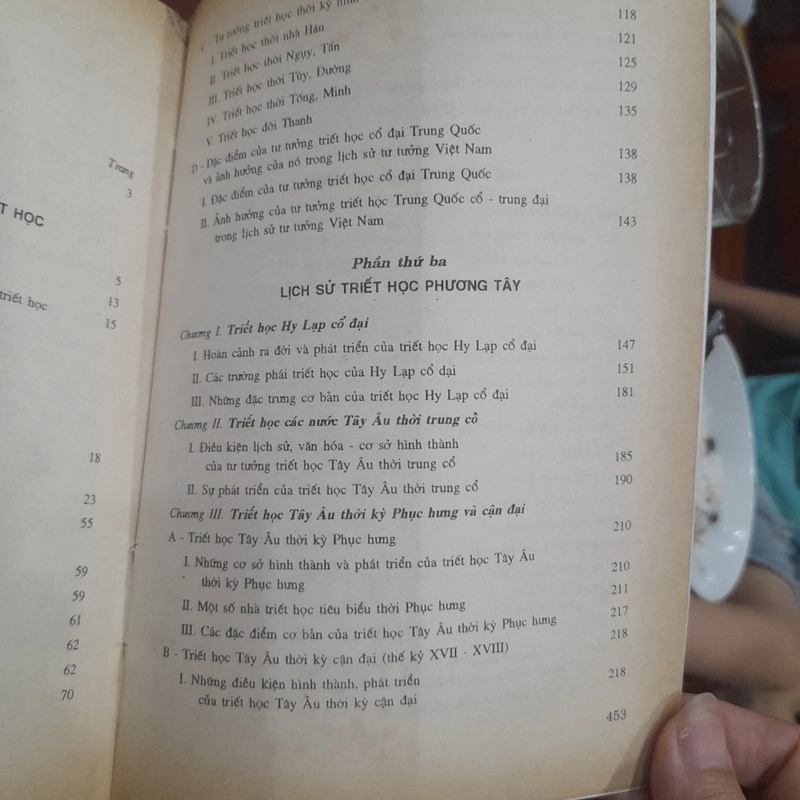 Trang
3
T HỌC
5
triết học 13
15
18
23
55
59
59
61
62
62
70
C - Tư tưởng triết học thời kỳ
I. Triết học thời nhà Hán 118
II. Triết học thời Ngụy, Tấn 121
III. Triết học thời Tùy, Đường 125
IV. Triết học thời Tống, Minh 129
V. Triết học đời Thanh 135
D - Đặc điểm của tư tưởng triết học cổ đại Trung Quốc
và ảnh hưởng của nó trong lịch sử tư tưởng Việt Nam 138
I. Đặc điểm của tư tưởng triết học cổ đại Trung Quốc 138
II. Ảnh hưởng của tư tưởng triết học Trung Quốc cổ - trung đại
trong lịch sử tư tưởng Việt Nam 143
Phần thứ ba
LỊCH SỬ TRIẾT HỌC PHƯƠNG TÂY
Chương I. Triết học Hy Lạp cổ đại
I. Hoàn cảnh ra đời và phát triển của triết học Hy Lạp cổ đại 147
II. Các trường phái triết học của Hy Lạp cổ dại 151
III. Những đặc trưng cơ bản của triết học Hy Lạp cổ đại 181
Chương II. Triết học các nước Tây Âu thời trung cồ
I. Điều kiện lịch sử, văn hóa - cơ sở hình thành
của tư tưởng triết học Tây Âu thời trung cổ 185
II. Sự phát triển của triết học Tây Âu thời trung cổ 190
Chương III. Triết học Tây Âu thời kỳ Phục hưng và cận đại
A - Triết học Tây Âu thời kỳ Phục hưng 210
I. Những cơ sở hình thành và phát triển của triết học Tây Âu
thời kỳ Phục hưng 210
II. Một số nhà triết học tiêu biểu thời Phục hưng 211
III. Các đặc điểm cơ bản của triết học Tây Âu thời kỳ Phục hưng 217
B - Triết học Tây Âu thời kỳ cận đại (thế kỷ XVII - XVIII) 218
I. Những điều kiện hình thành, phát triển
của triết học Tây Âu thời kỳ cận đại 218
453